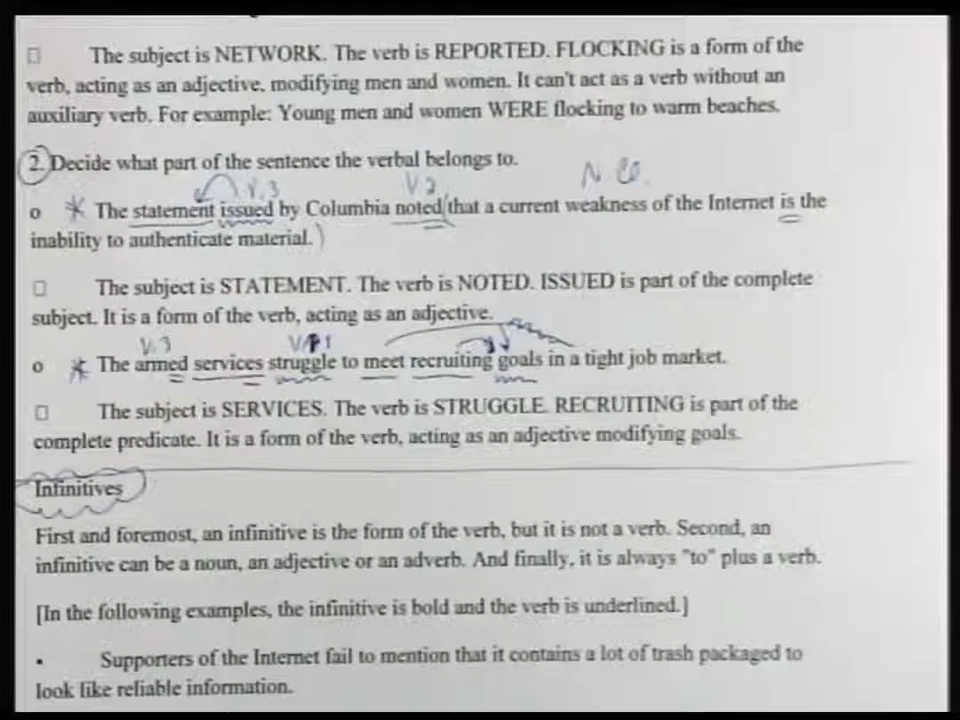 The subject is NETWORK. The verb is REPORTED. FLOCKING is a form of the
verb, acting as an adjective, modifying men and women. It can't act as a verb without an
auxiliary verb. For example: Young men and women WERE flocking to warm beaches.
2. Decide what part of the sentence the verbal belongs to.
V.3 V2 N Cl.
o * The statement issued by Columbia noted (that a current weakness of the Internet is the
inability to authenticate material.)
The subject is STATEMENT. The verb is NOTED. ISSUED is part of the complete
subject. It is a form of the verb, acting as an adjective.
V.3
o * The armed services struggle to meet recruiting goals in a tight job market.
The subject is SERVICES. The verb is STRUGGLE. RECRUITING is part of the
complete predicate. It is a form of the verb, acting as an adjective modifying goals.
Infinitives
First and foremost, an infinitive is the form of the verb, but it is not a verb. Second, an
infinitive can be a noun, an adjective or an adverb. And finally, it is always "to" plus a verb.
[In the following examples, the infinitive is bold and the verb is underlined.]
• Supporters of the Internet fail to mention that it contains a lot of trash packaged to
look like reliable information.